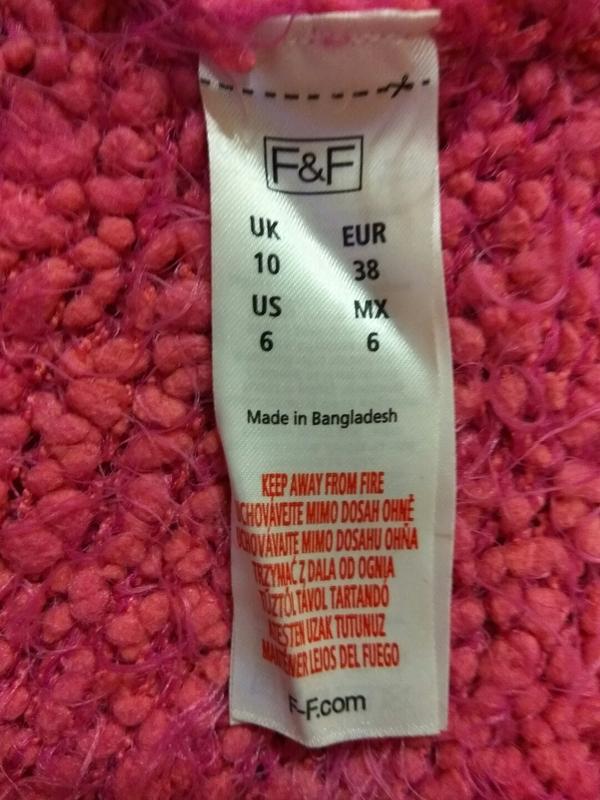 F&F
UK EUR
10 38
US MX
6 6
Made in Bangladesh
KEEP AWAY FROM FIRE
UCHOVÁVEJTE MIMO DOSAH OHNĚ
UCHOVÁVAJTE MIMO DOSAHU OHŇA
TRZYMAĆ Z DALA OD OGNIA
TŰZTŐL TÁVOL TARTANDÓ
ATEŞTEN UZAK TUTUNUZ
MANTENER LEJOS DEL FUEGO
F-F.com